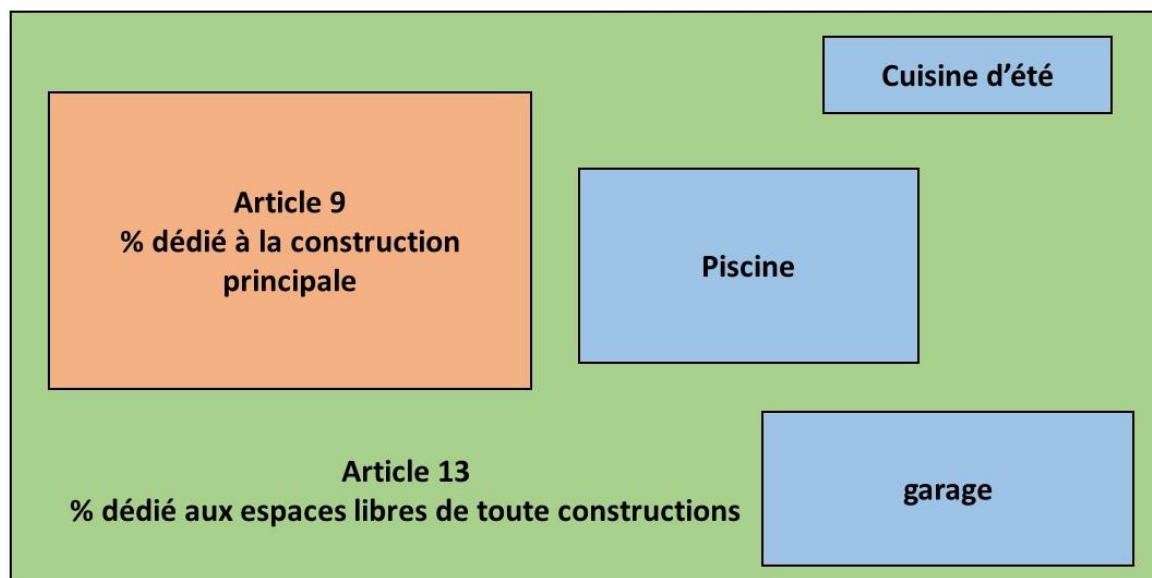 Cuisine d'été
Article 9
% dédié à la construction
principale
Piscine
Article 13
% dédié aux espaces libres de toute constructions
garage